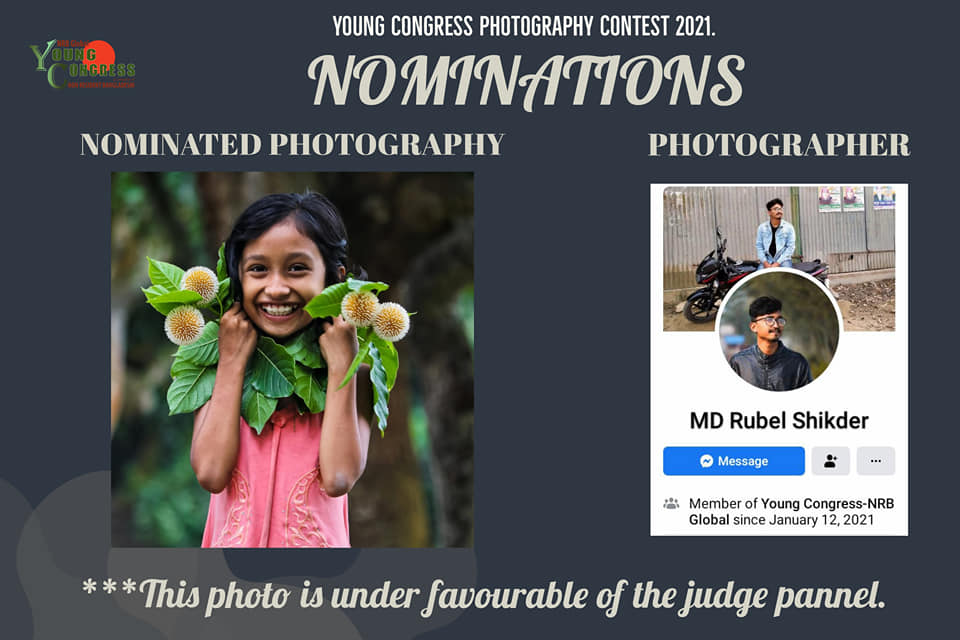 YOUNG CONGRESS PHOTOGRAPHY CONTEST 2021.
YOUNG
CONGRESS
NOMINATIONS
NOMINATED PHOTOGRAPHY
PHOTOGRAPHER
MD Rubel Shikder
Message
Member of Young Congress-NRB
Global since January 12, 2021
***This photo is under favourable of the judge pannel.